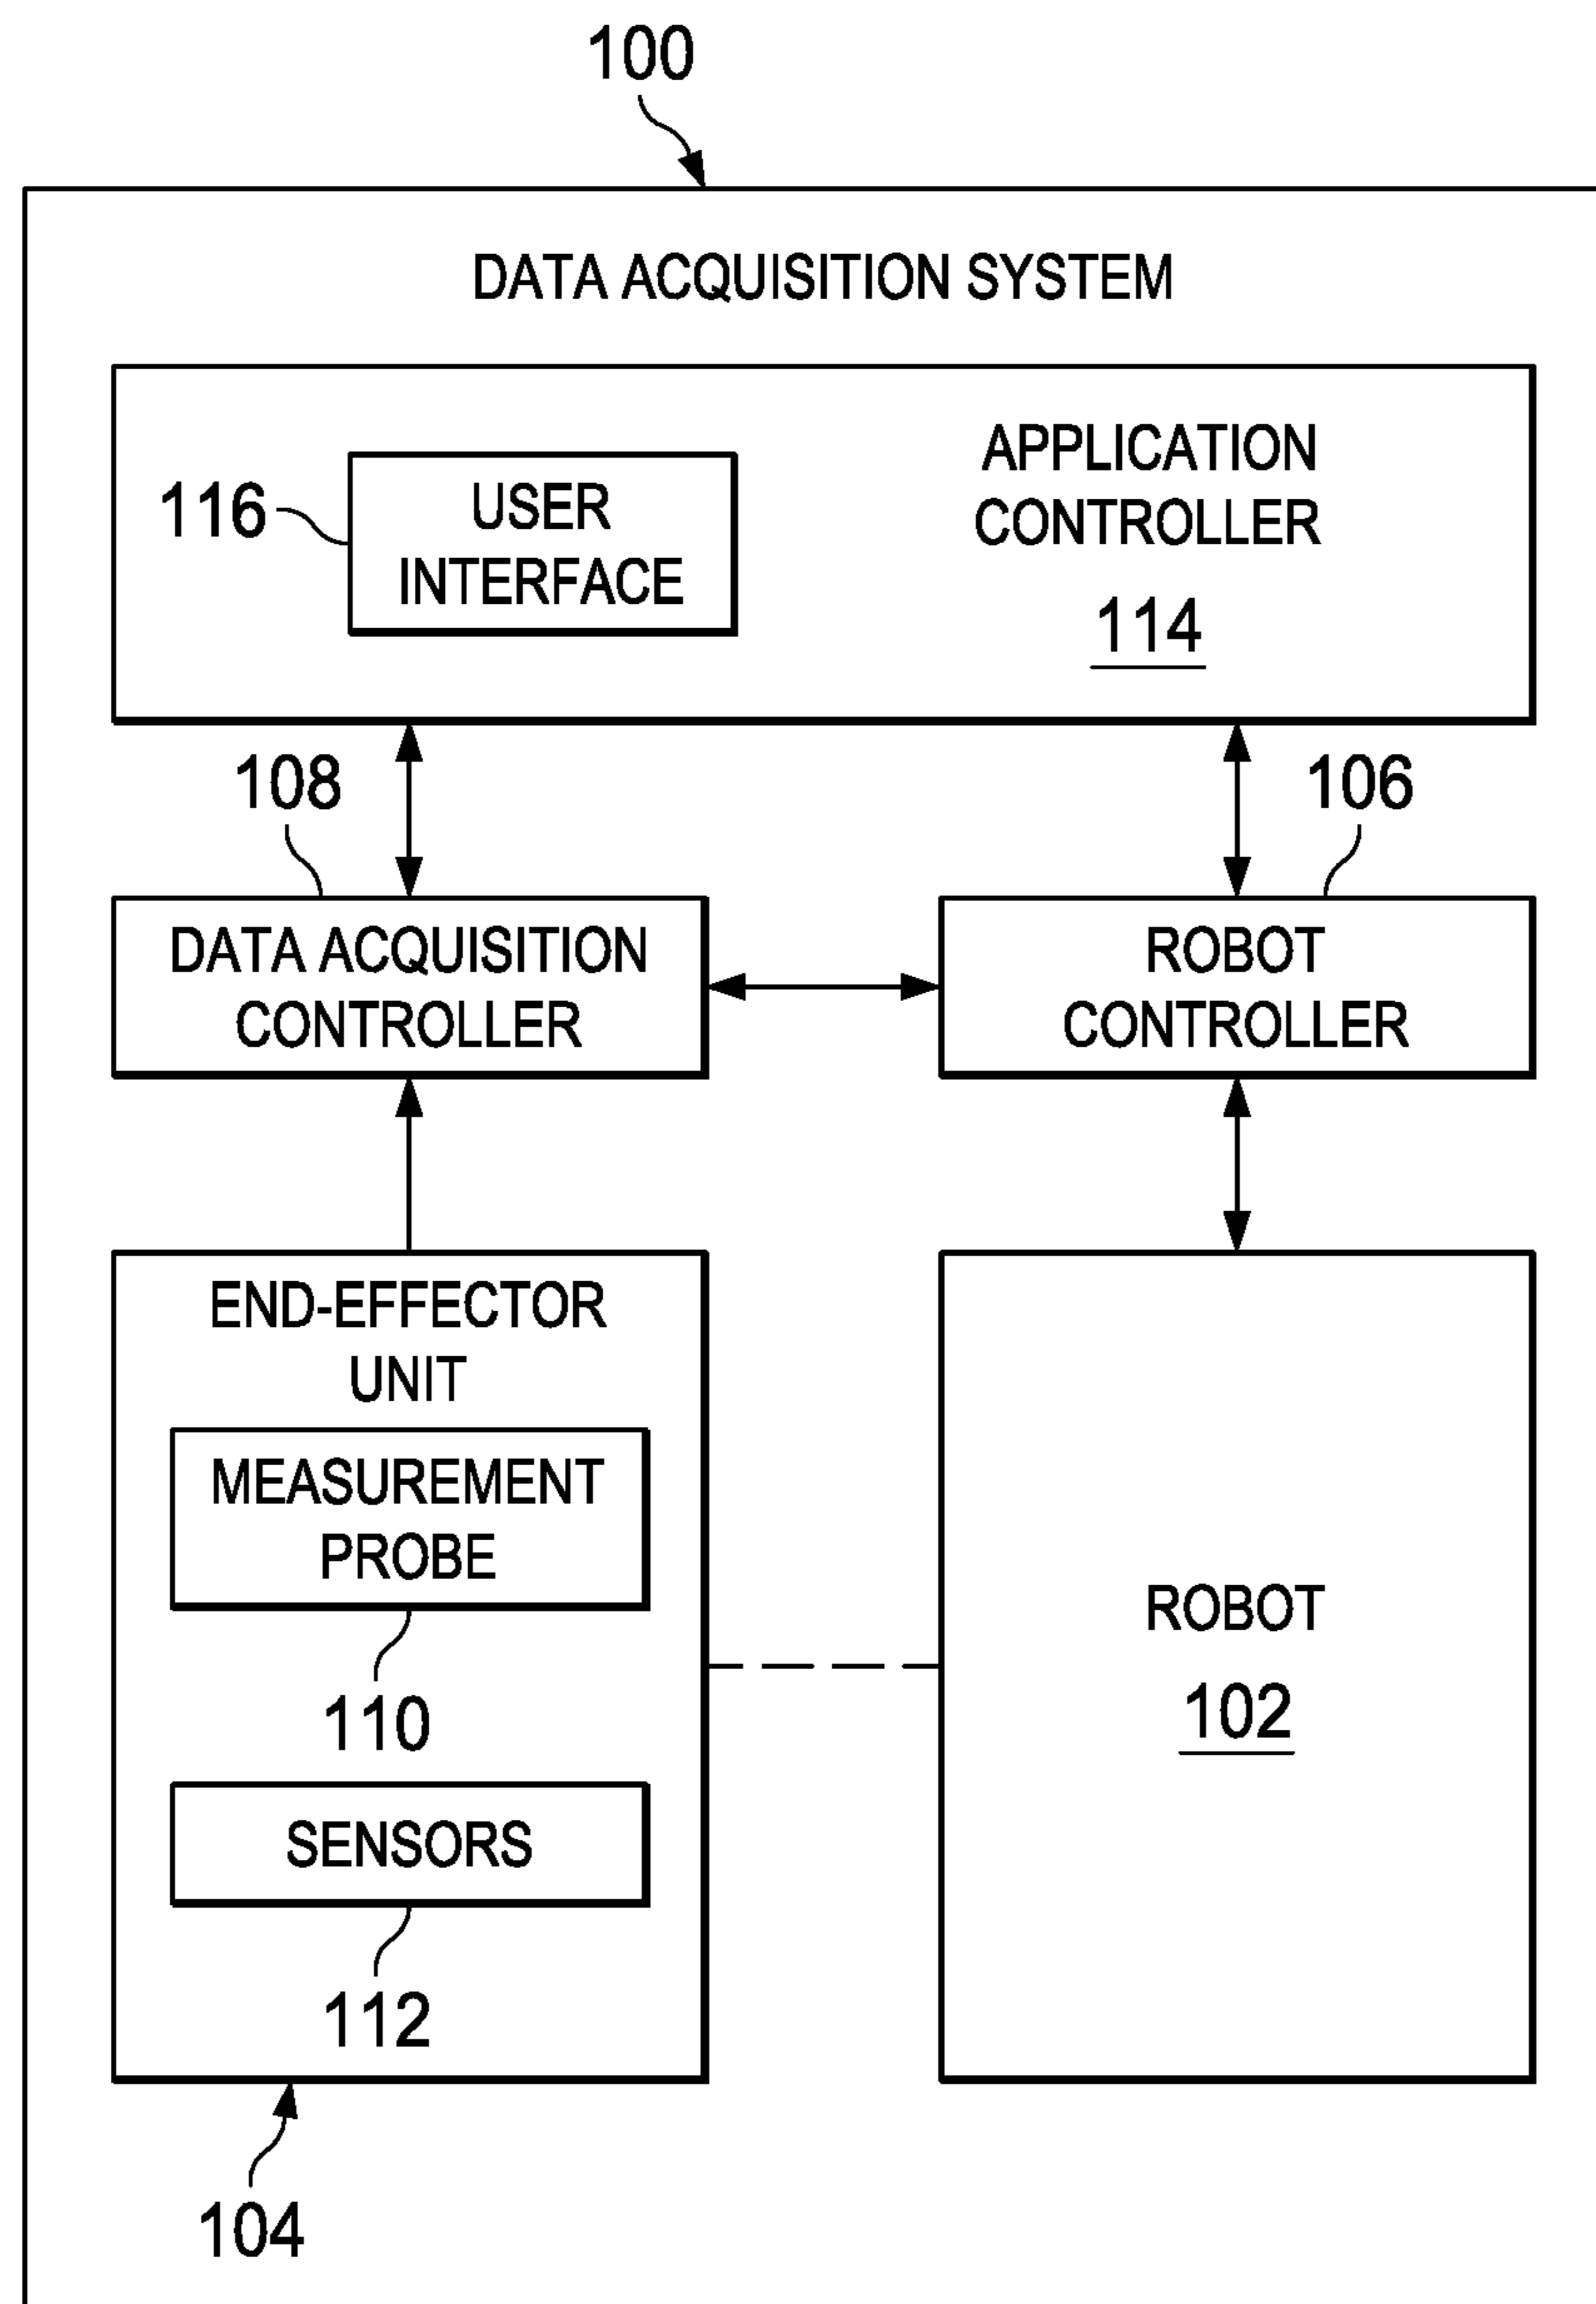 100
DATA ACQUISITION SYSTEM
116
USER
INTERFACE
APPLICATION
CONTROLLER
114
108
106
DATA ACQUISITION
CONTROLLER
ROBOT
CONTROLLER
END-EFFECTOR
UNIT
MEASUREMENT
PROBE
110
SENSORS
112
104
ROBOT
102